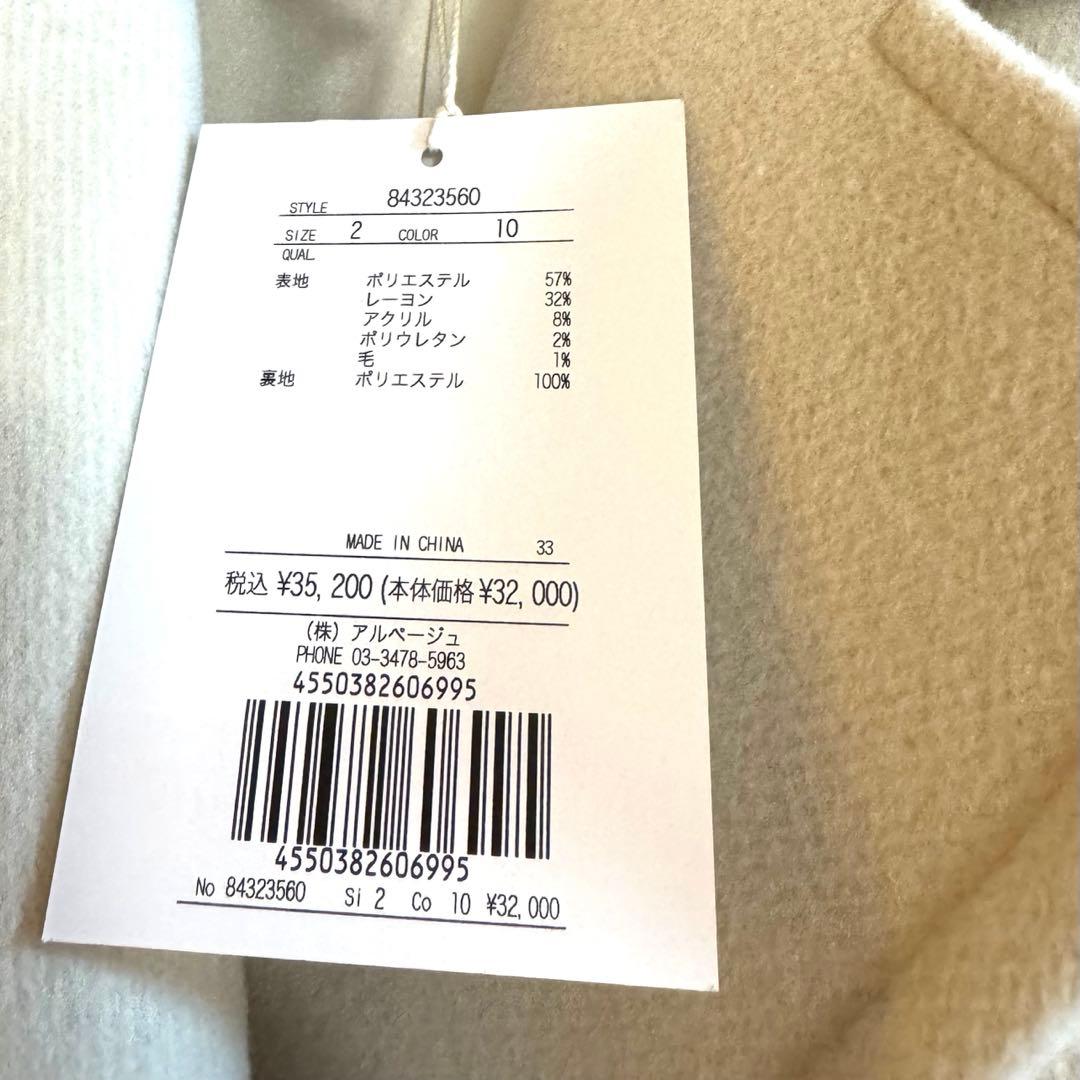 STYLE 84323560
SIZE 2 COLOR 10
QUAL.
表地 ポリエステル 57%
レーヨン 32%
アクリル 8%
ポリウレタン 2%
毛 1%
裏地 ポリエステル 100%
MADE IN CHINA 33
税込 ¥35,200 (本体価格 ¥32,000)
(株) アルページュ
PHONE 03-3478-5963
4550382606995
4550382606995
No 84323560 Si 2 Co 10 ¥32,000